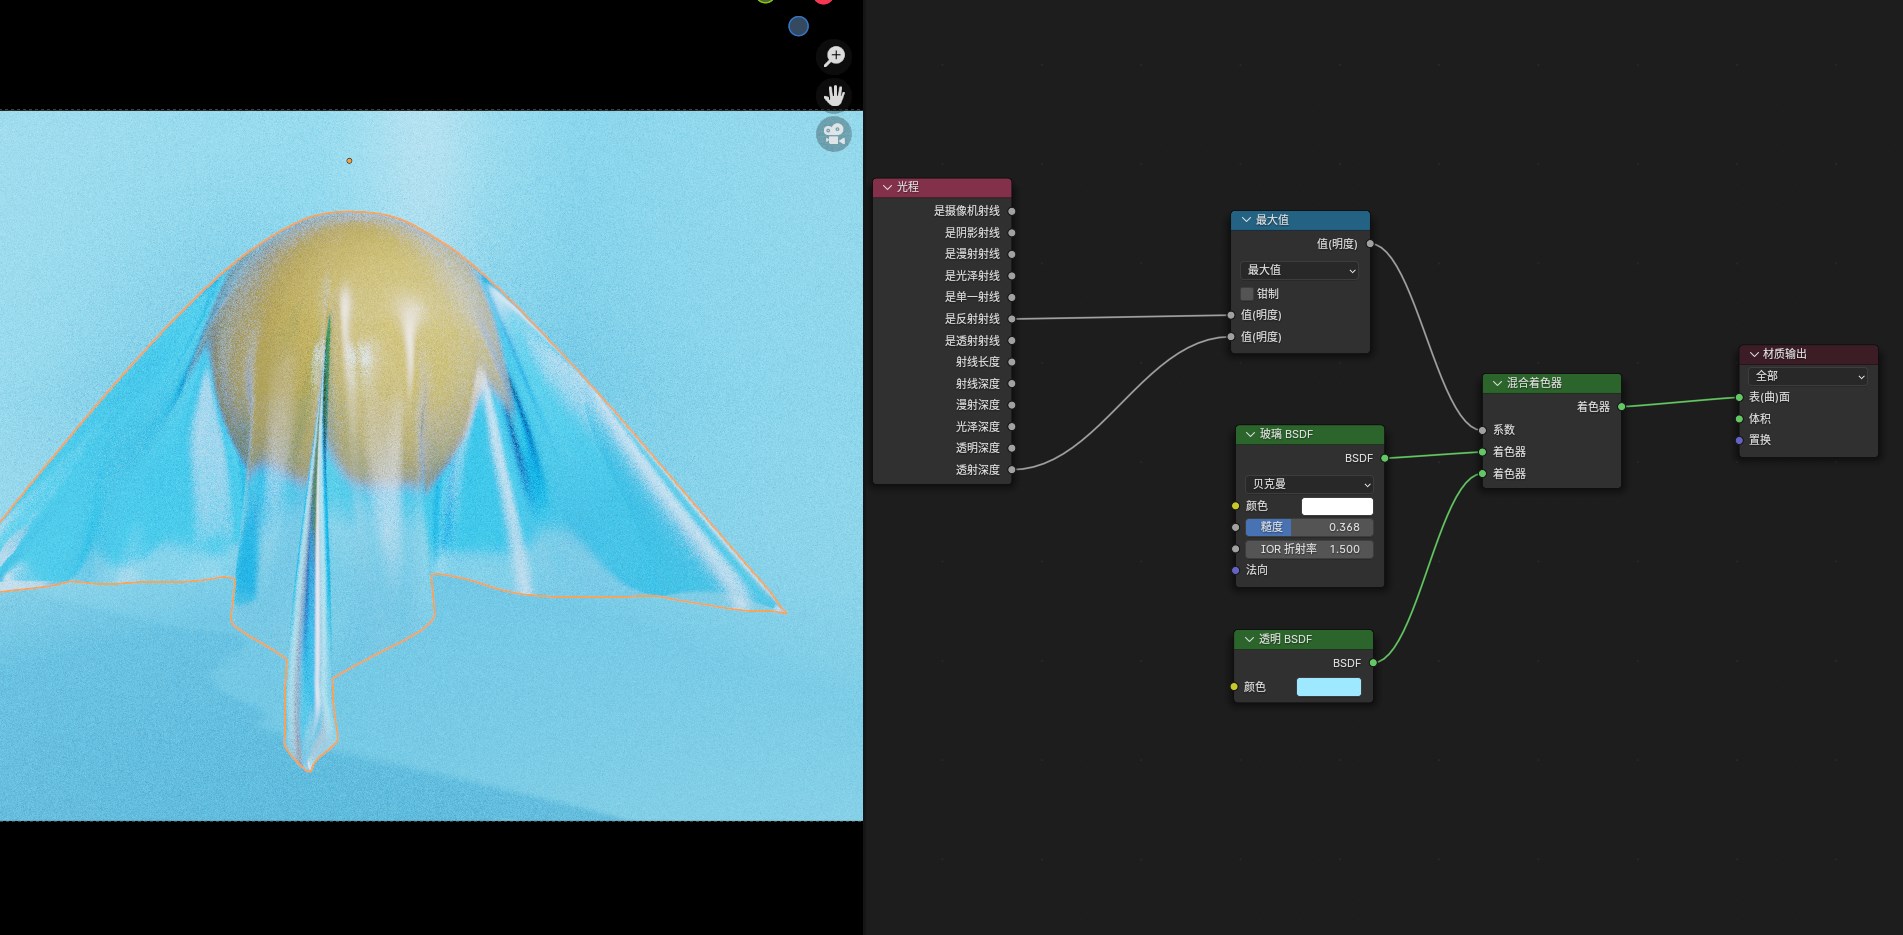 光程
是摄像机射线
是阴影射线
是漫射射线
是光泽射线
是单一射线
是反射射线
是透射射线
射线长度
射线深度
漫射深度
光泽深度
透明深度
透射深度
最大值
值(明度)
最大值
钳制
值(明度)
值(明度)
玻璃 BSDF
BSDF
贝克曼
颜色
糙度 0.368
IOR 折射率 1.500
法向
透明 BSDF
BSDF
颜色
混合着色器
着色器
系数
着色器
着色器
材质输出
全部
表(曲)面
体积
置换